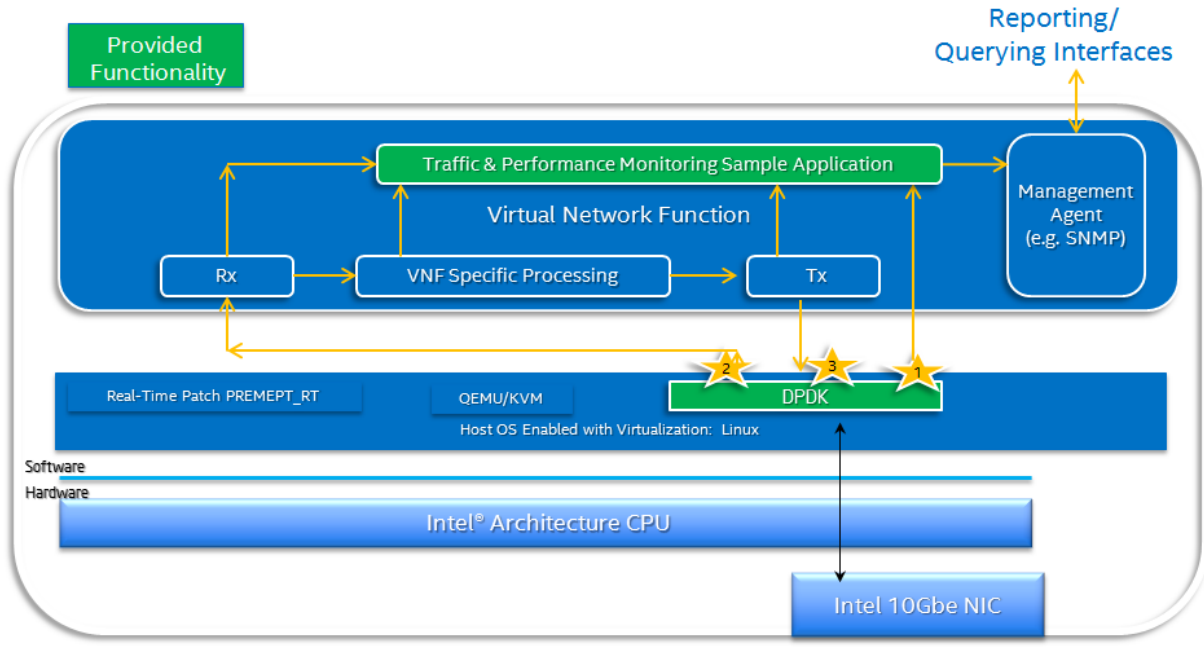 Reporting/
Querying Interfaces
Provided
Functionality
Traffic & Performance Monitoring Sample Application
Management
Agent
(e.g. SNMP)
Virtual Network Function
Rx
VNF Specific Processing
Tx
2
3
1
Real-Time Patch PREMEPT_RT
QEMU/KVM
DPDK
Host OS Enabled with Virtualization: Linux
Software
Hardware
Intel® Architecture CPU
Intel 10Gbe NIC